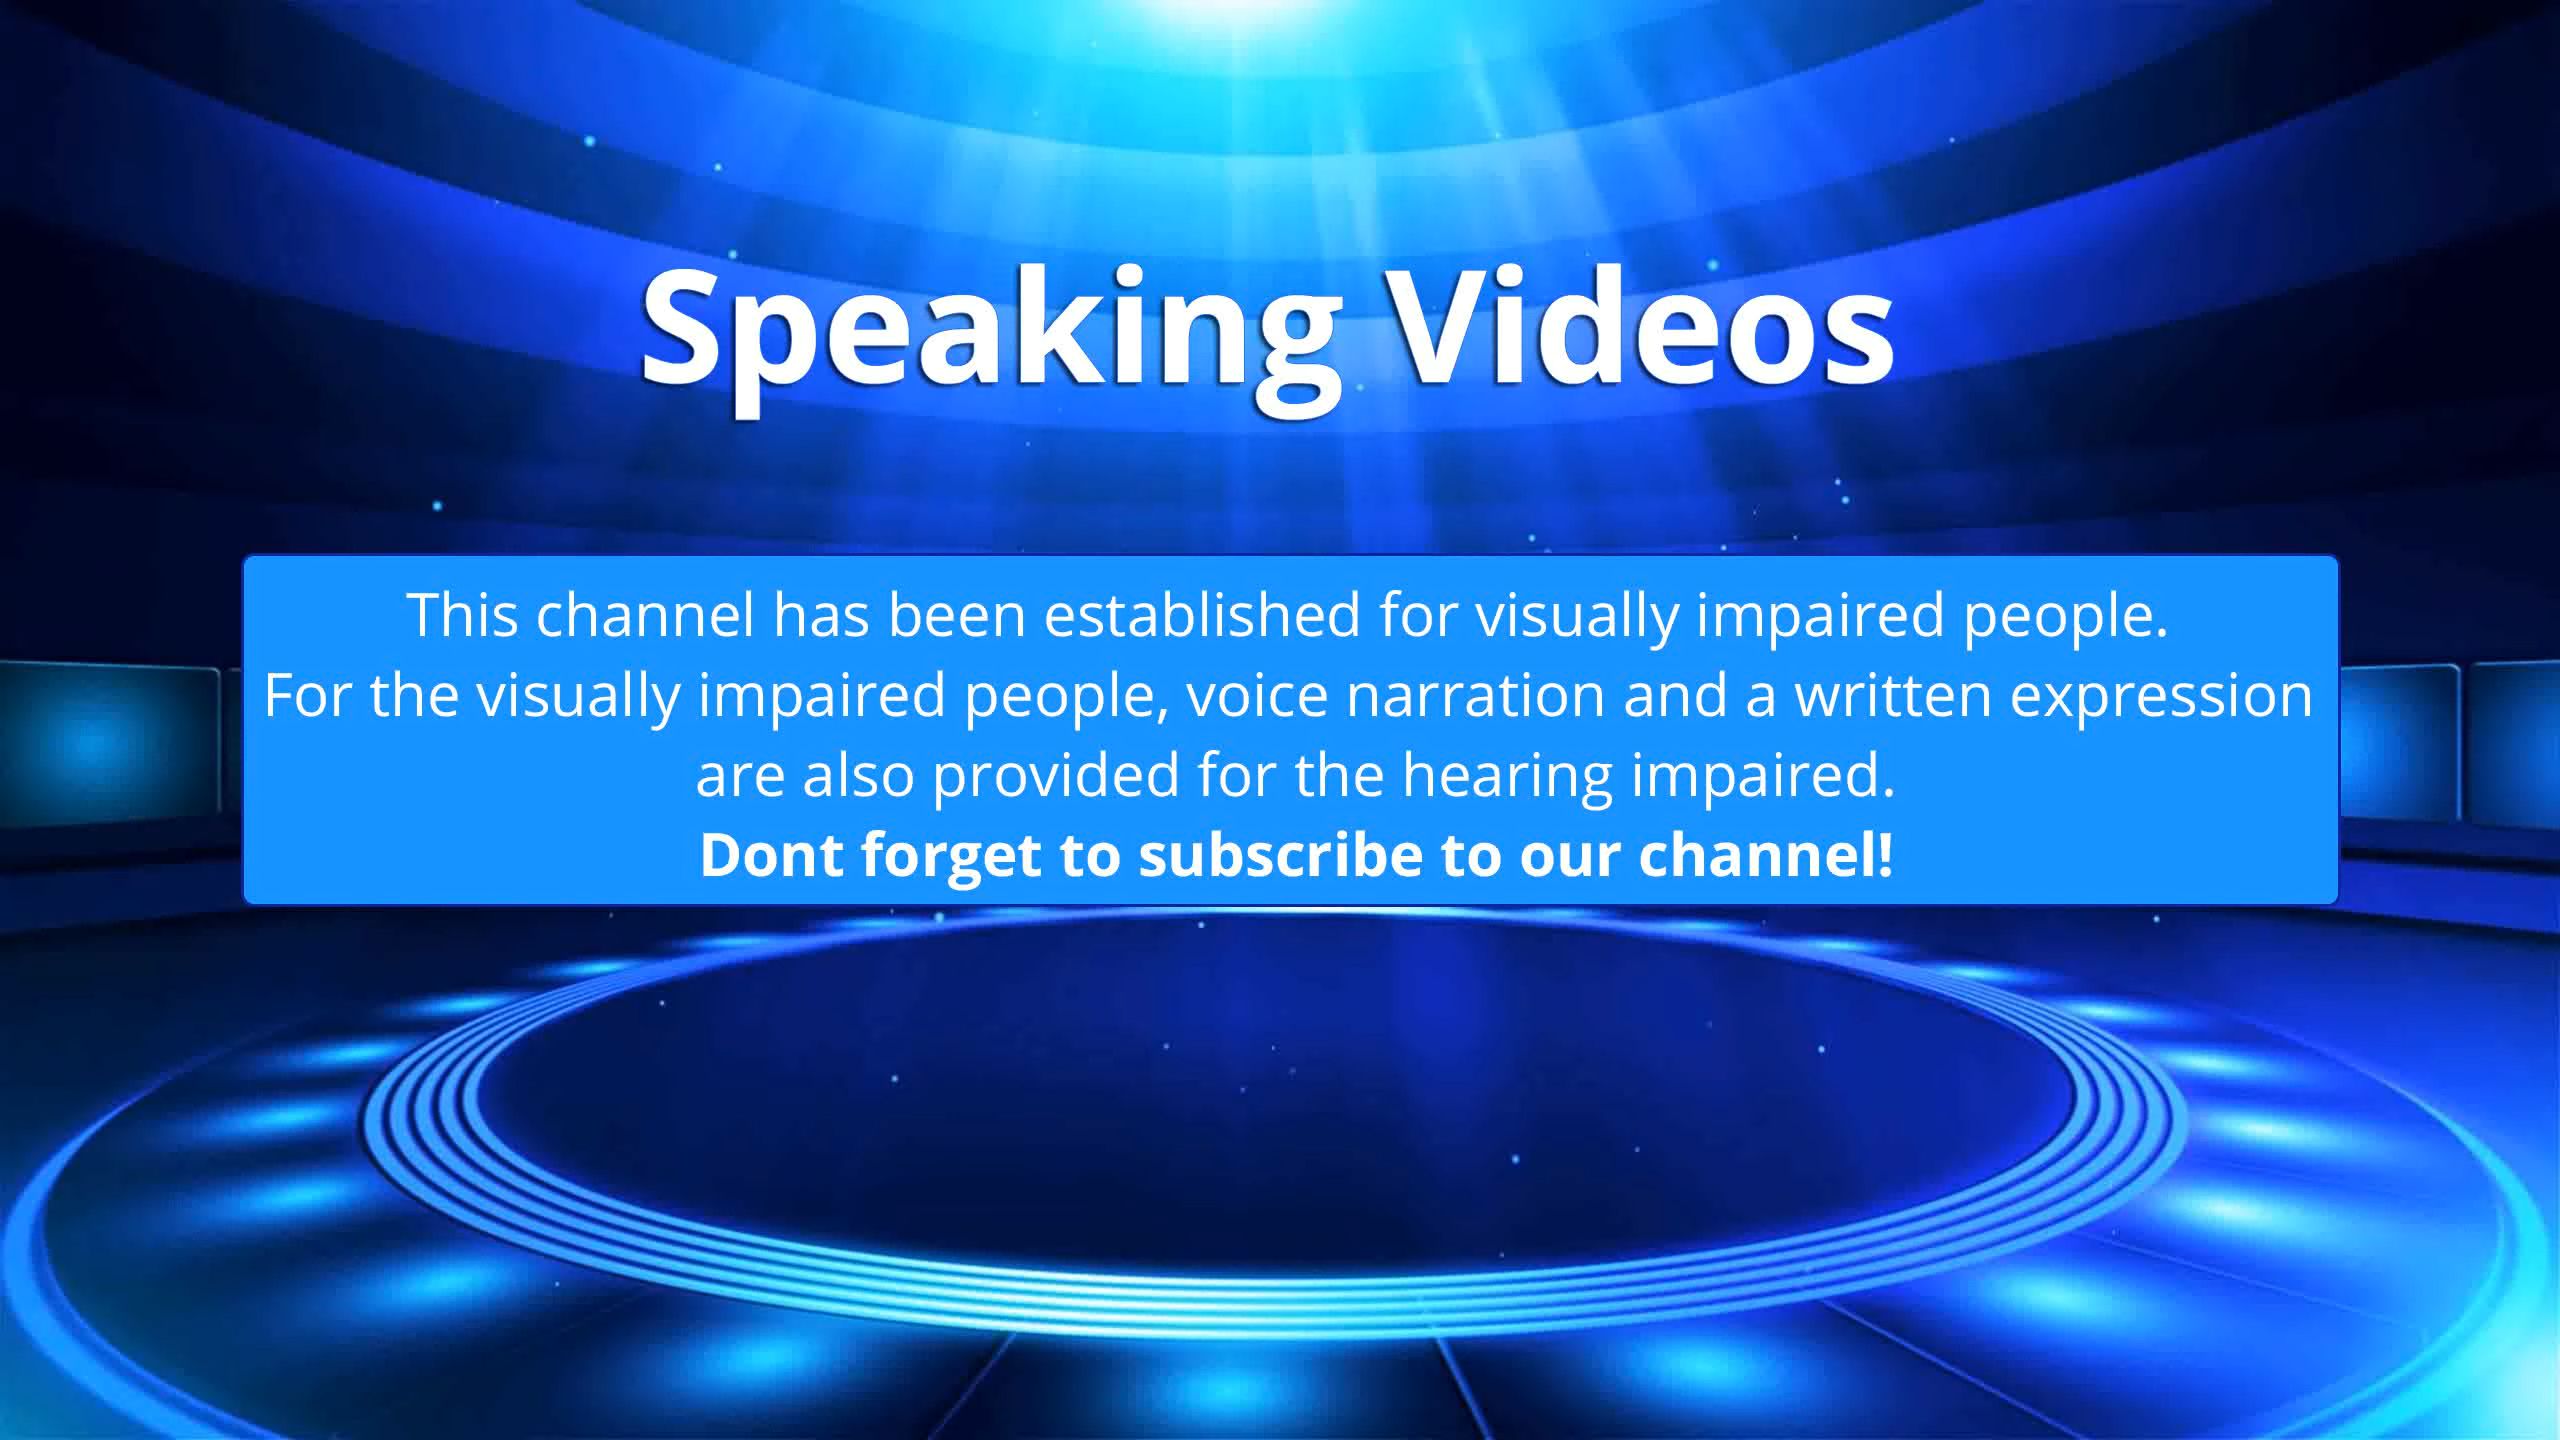 Speaking Videos
This channel has been established for visually impaired people.
For the visually impaired people, voice narration and a written expression
are also provided for the hearing impaired.
Dont forget to subscribe to our channel!